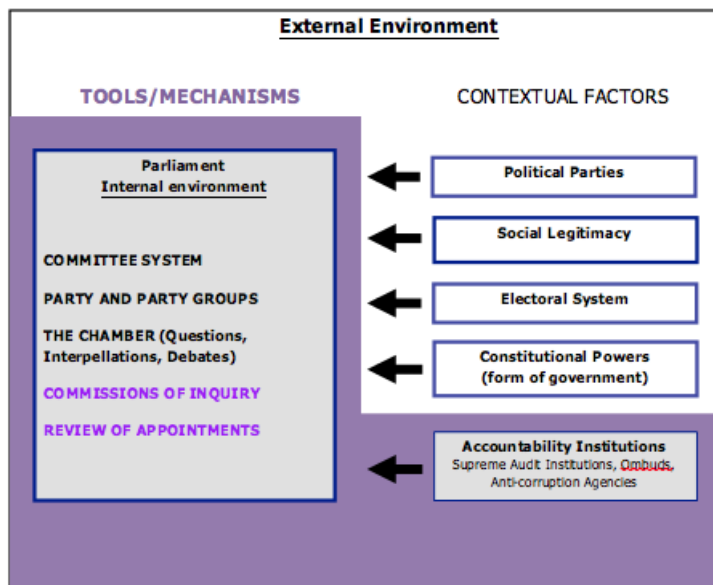 External Environment
TOOLS/MECHANISMS
CONTEXTUAL FACTORS
Parliament
Internal environment
COMMITTEE SYSTEM
PARTY AND PARTY GROUPS
THE CHAMBER (Questions,
Interpellations, Debates)
COMMISSIONS OF INQUIRY
REVIEW OF APPOINTMENTS
Political Parties
Social Legitimacy
Electoral System
Constitutional Powers
(form of government)
Accountability Institutions
Supreme Audit Institutions, Ombuds,
Anti-corruption Agencies